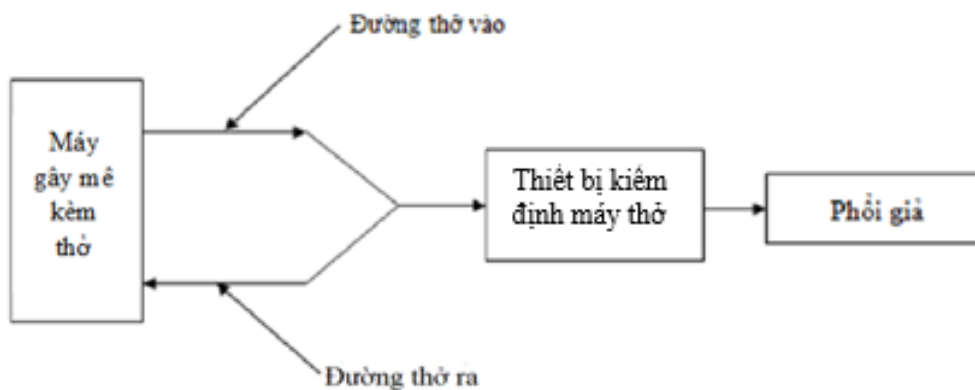 Đường thở vào
Máy
gây mê
kèm
thở
Thiết bị kiểm
định máy thở
Phổi giả
Đường thở ra